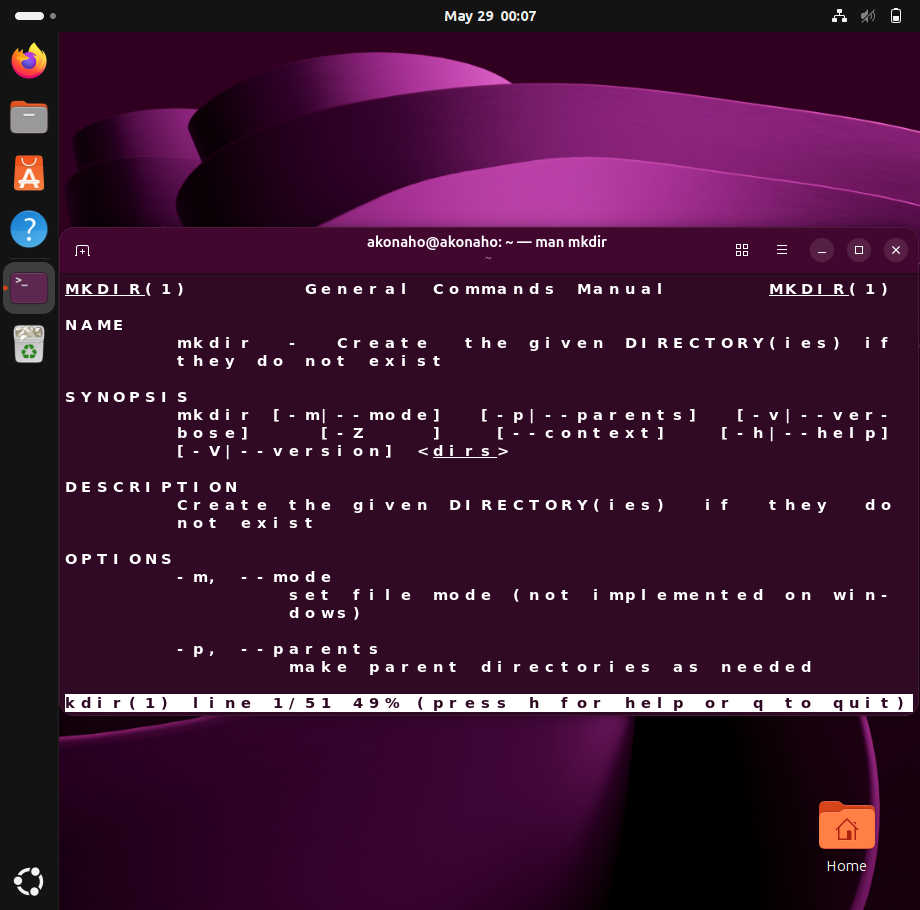 May 29 00:07
akonaho@akonaho: ~ — man mkdir
~
MKDIR(1) General Commands Manual MKDIR(1)
NAME
mkdir - Create the given DIRECTORY(ies) if
they do not exist
SYNOPSIS
mkdir [-m|--mode] [-p|--parents] [-v|--ver-
bose] [-Z ] [--context] [-h|--help]
[-V|--version] <dirs>
DESCRIPTION
Create the given DIRECTORY(ies) if they do
not exist
OPTIONS
-m, --mode
set file mode (not implemented on win-
dows)
-p, --parents
make parent directories as needed
kdir(1) line 1/51 49% (press h for help or q to quit)
Home